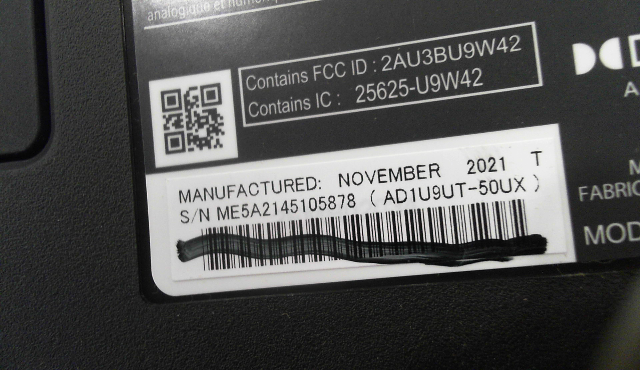 analogique et numéri
Contains FCC ID : 2AU3BU9W42
Contains IC : 25625-U9W42
MANUFACTURED: NOVEMBER 2021 T
S/N ME5A2145105878 ( AD1U9UT-50UX )
FABRIC
MOD